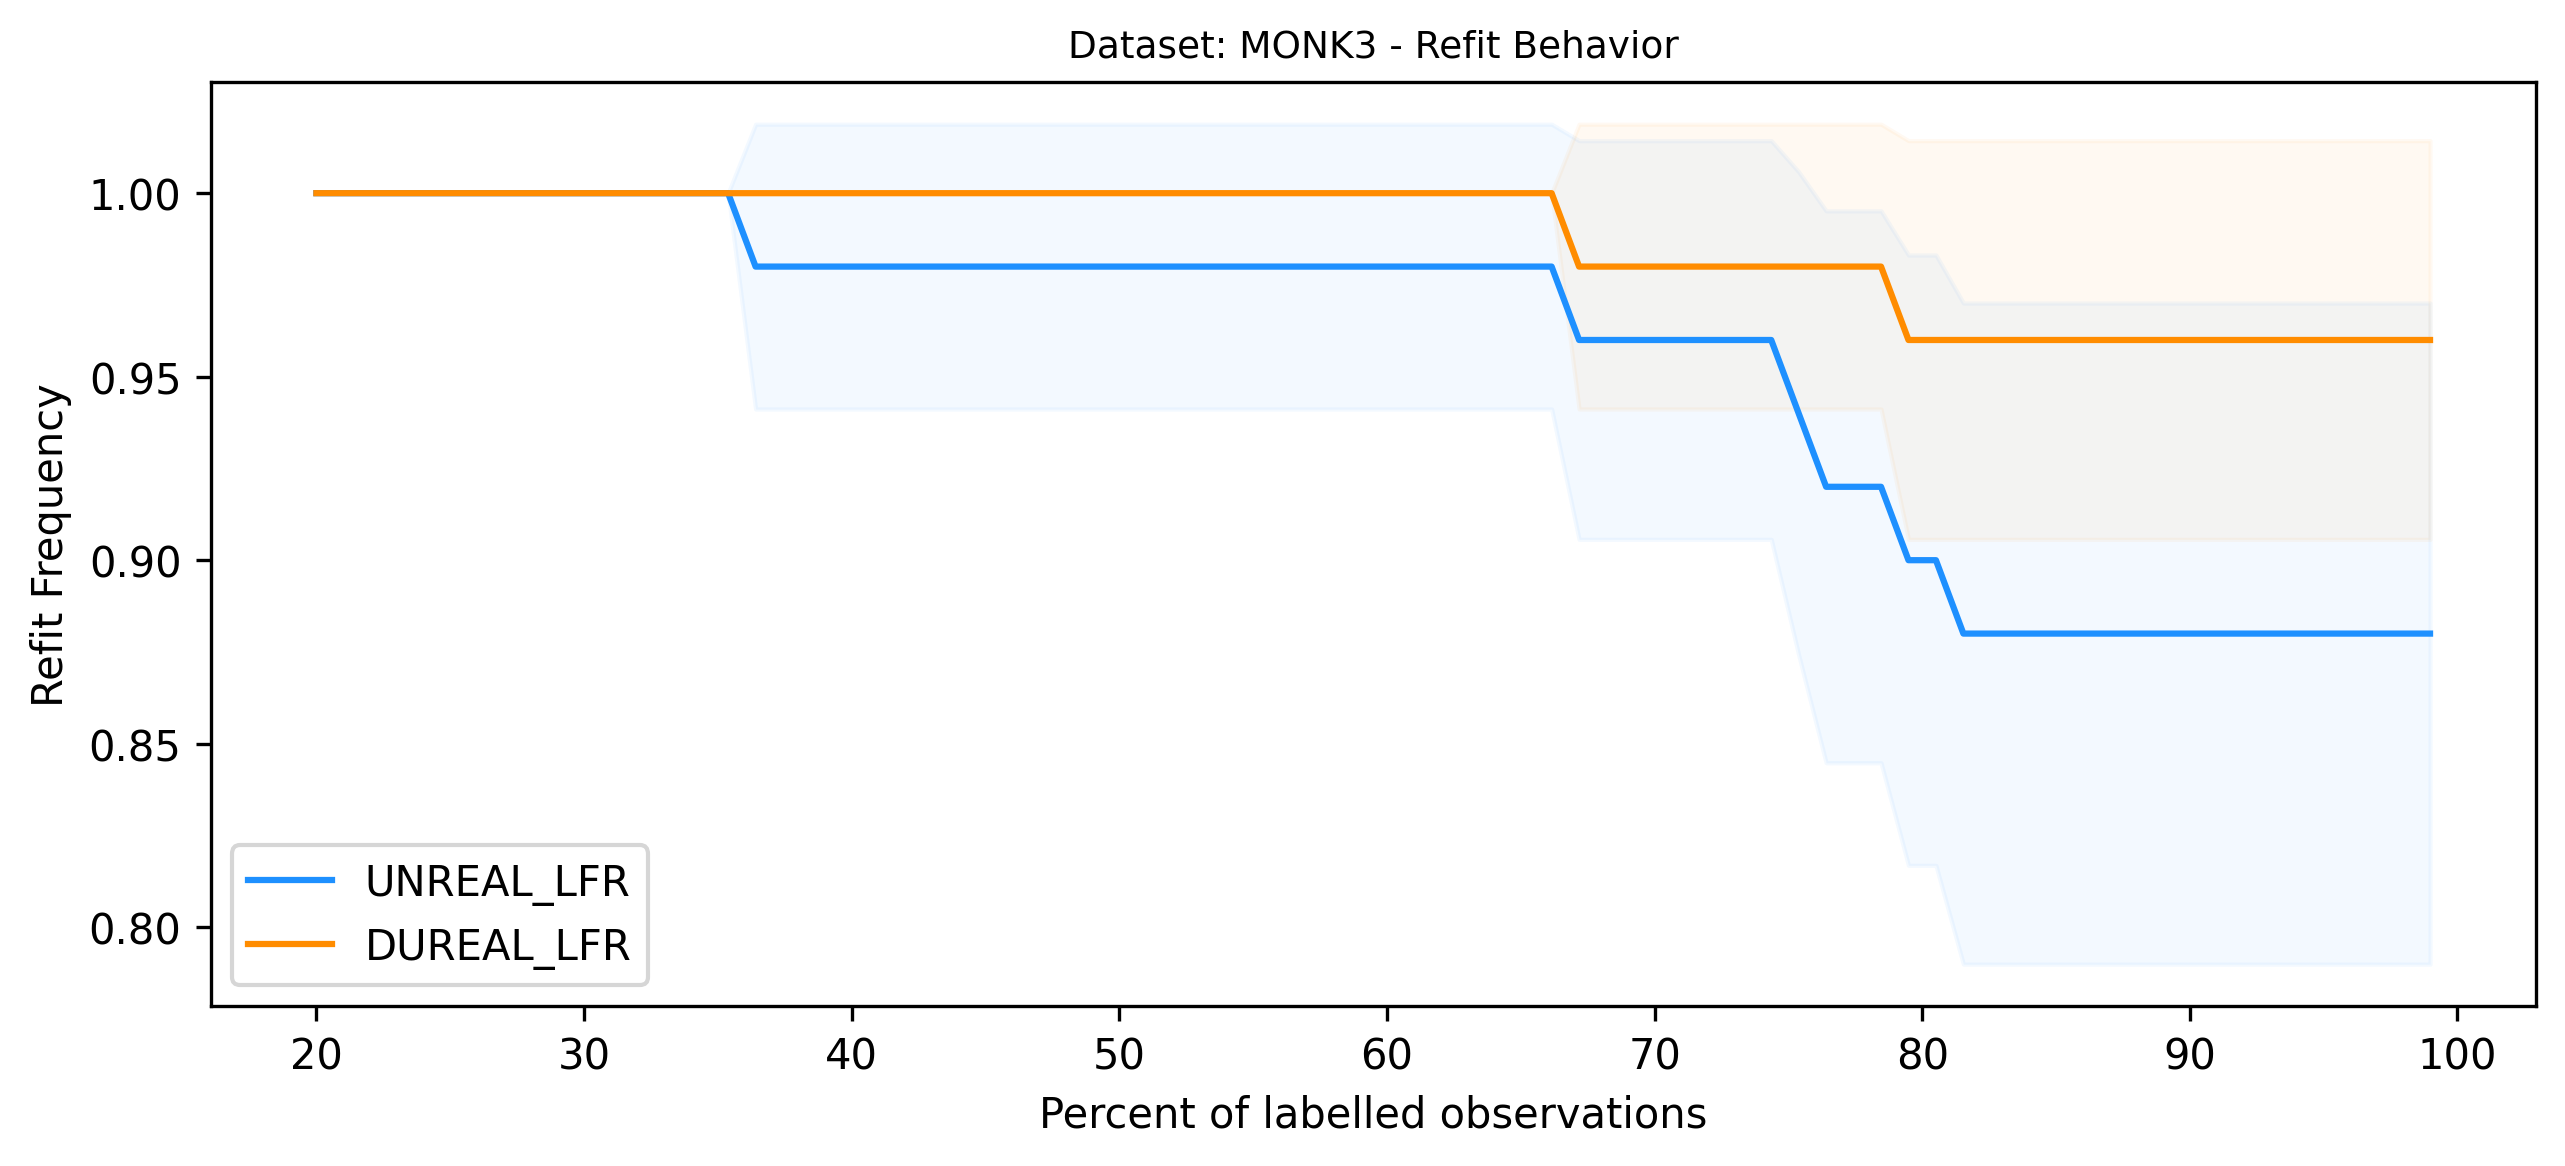 Dataset: MONK3 - Refit Behavior
Refit Frequency
1.00
0.95
0.90
0.85
0.80
UNREAL_LFR
DUREAL_LFR
20 30 40 50 60 70 80 90 100
Percent of labelled observations